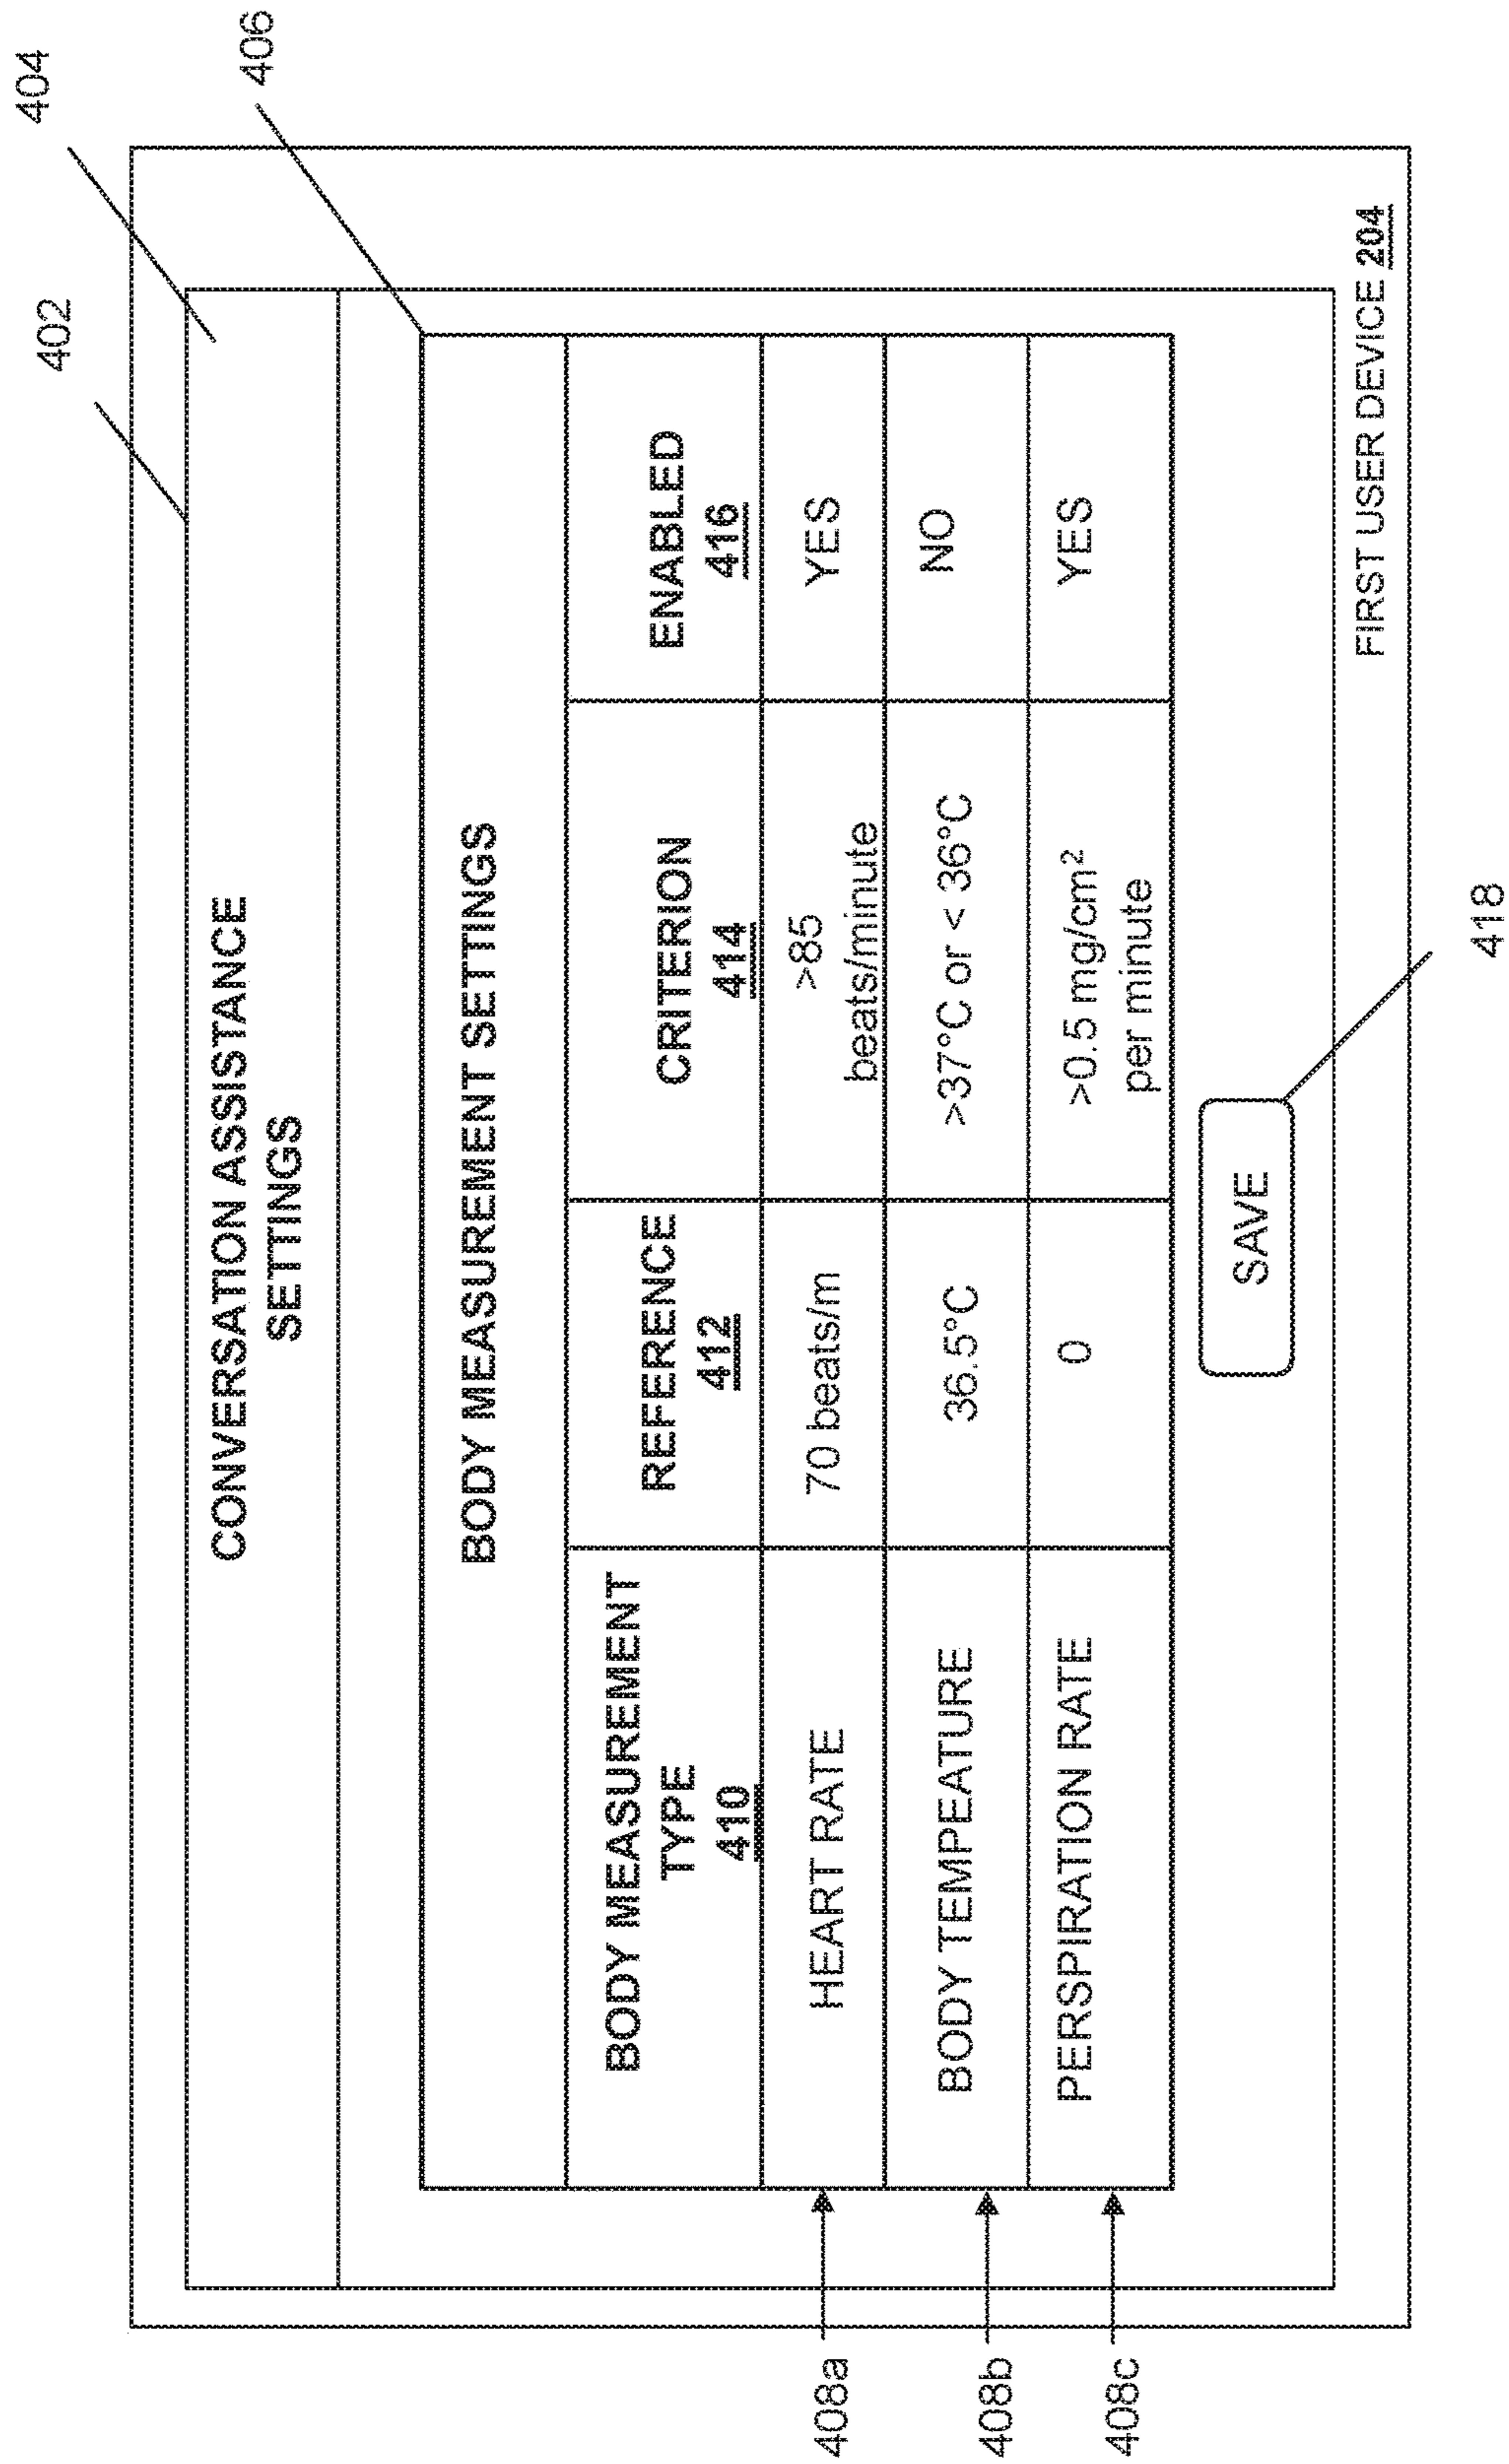 402
404
406
CONVERSATION ASSISTANCE
SETTINGS
BODY MEASUREMENT SETTINGS
BODY MEASUREMENT
TYPE
410
REFERENCE
412
CRITERION
414
ENABLED
416
408a
HEART RATE
70 beats/m
>85
beats/minute
YES
408b
BODY TEMPEATURE
36.5°C
>37°C or < 36°C
NO
408c
PERSPIRATION RATE
0
>0.5 mg/cm²
per minute
YES
SAVE
FIRST USER DEVICE 204
418